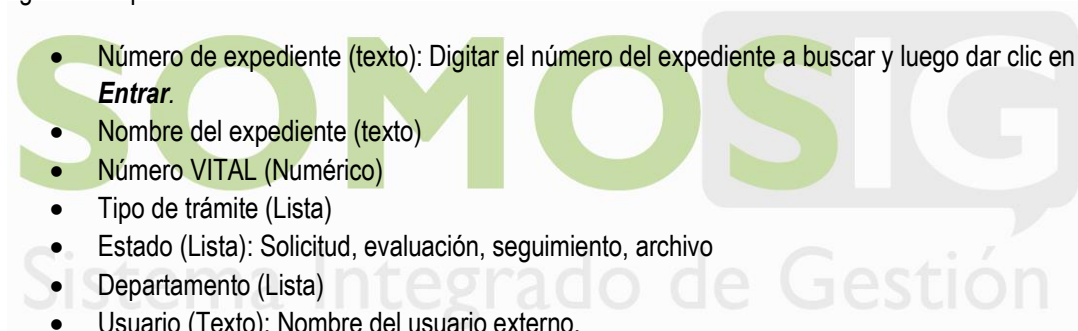 • Número de expediente (texto): Digitar el número del expediente a buscar y luego dar clic en
Entrar.
• Nombre del expediente (texto)
• Número VITAL (Numérico)
• Tipo de trámite (Lista)
• Estado (Lista): Solicitud, evaluación, seguimiento, archivo
• Departamento (Lista)
• Usuario (Texto): Nombre del usuario externo.
SOMOSIG
Sistema Integrado de Gestión